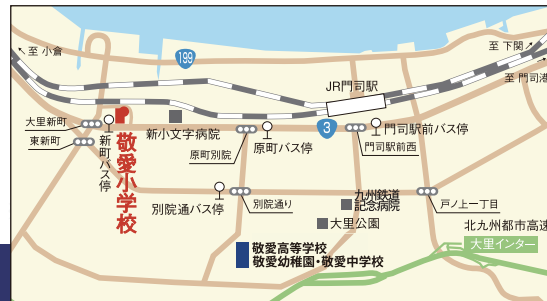 至 小倉
199
至 下関
至 門司港
JR門司駅
大里新町
新町バス停
敬愛小学校
新小文字病院
3
門司駅前バス停
東新町
原町別院
原町バス停
門司駅前西
別院通バス停
別院通り
九州鉄道
記念病院
戸ノ上一丁目
大里公園
北九州都市高速
大里インター
敬愛高等学校
敬愛幼稚園・敬愛中学校